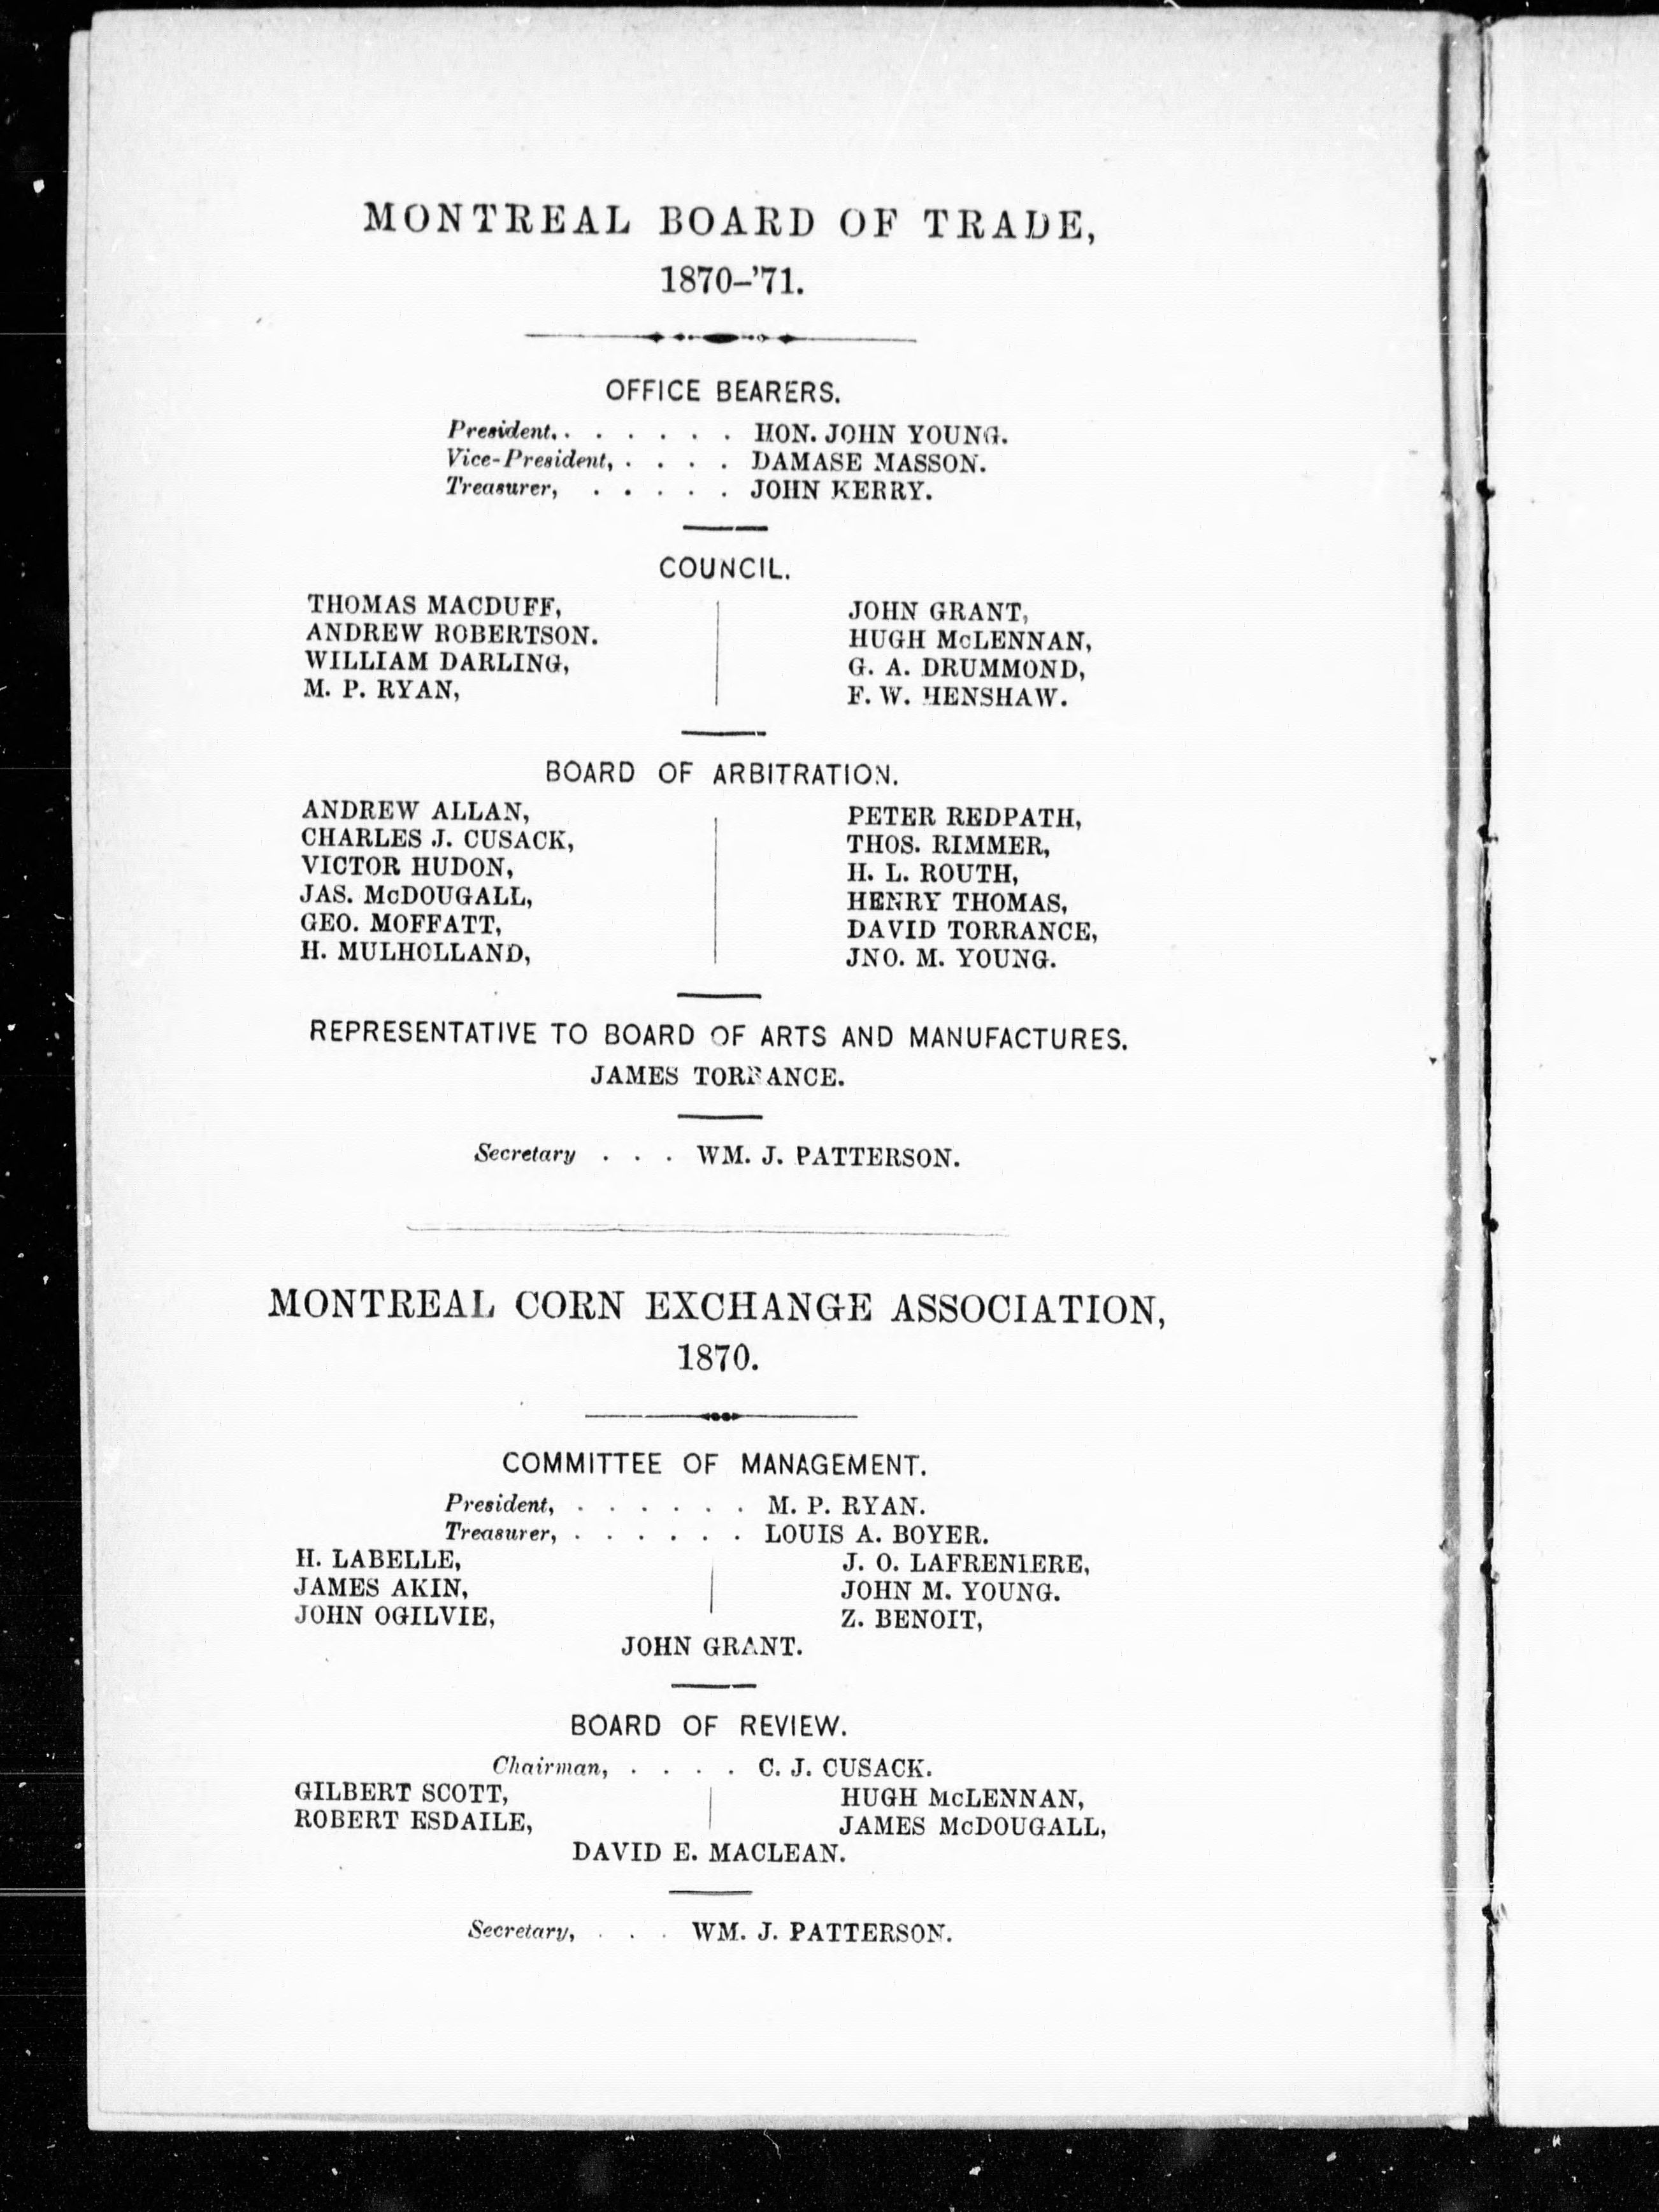 MONTREAL BOARD OF TRADE,
1870–'71.
OFFICE BEARERS.
President. . . . . . . . HON. JOHN YOUNG.
Vice-President, . . . . DAMASE MASSON.
Treasurer, . . . . . JOHN KERRY.
COUNCIL.
THOMAS MACDUFF,
ANDREW ROBERTSON.
WILLIAM DARLING,
M. P. RYAN,
JOHN GRANT,
HUGH McLENNAN,
G. A. DRUMMOND,
F. W. HENSHAW.
BOARD OF ARBITRATION.
ANDREW ALLAN,
CHARLES J. CUSACK,
VICTOR HUDON,
JAS. McDOUGALL,
GEO. MOFFATT,
H. MULHOLLAND,
PETER REDPATH,
THOS. RIMMER,
H. L. ROUTH,
HENRY THOMAS,
DAVID TORRANCE,
JNO. M. YOUNG.
REPRESENTATIVE TO BOARD OF ARTS AND MANUFACTURES.
JAMES TORRANCE.
Secretary . . . WM. J. PATTERSON.
MONTREAL CORN EXCHANGE ASSOCIATION,
1870.
COMMITTEE OF MANAGEMENT.
President, . . . . . . M. P. RYAN.
Treasurer, . . . . . . LOUIS A. BOYER.
H. LABELLE,
JAMES AKIN,
JOHN OGILVIE,
J. O. LAFRENIERE,
JOHN M. YOUNG.
Z. BENOIT,
JOHN GRANT.
BOARD OF REVIEW.
Chairman, . . . . C. J. CUSACK.
GILBERT SCOTT,
ROBERT ESDAILE,
HUGH McLENNAN,
JAMES McDOUGALL,
DAVID E. MACLEAN.
Secretary, . . . WM. J. PATTERSON.